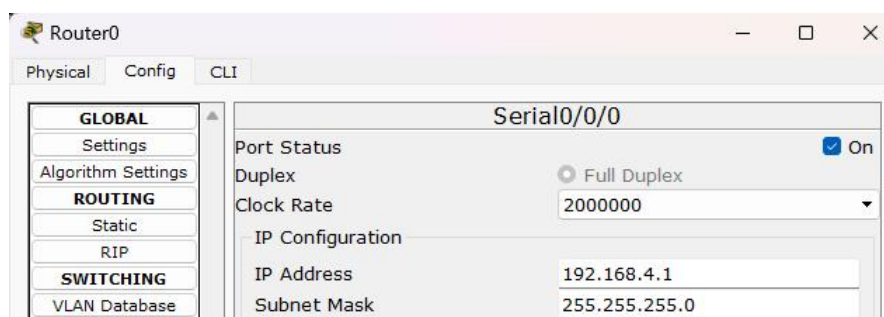 Router0
Physical Config CLI
GLOBAL
Settings
Algorithm Settings
ROUTING
Static
RIP
SWITCHING
VLAN Database
Serial0/0/0
Port Status On
Duplex Full Duplex
Clock Rate 2000000
IP Configuration
IP Address 192.168.4.1
Subnet Mask 255.255.255.0